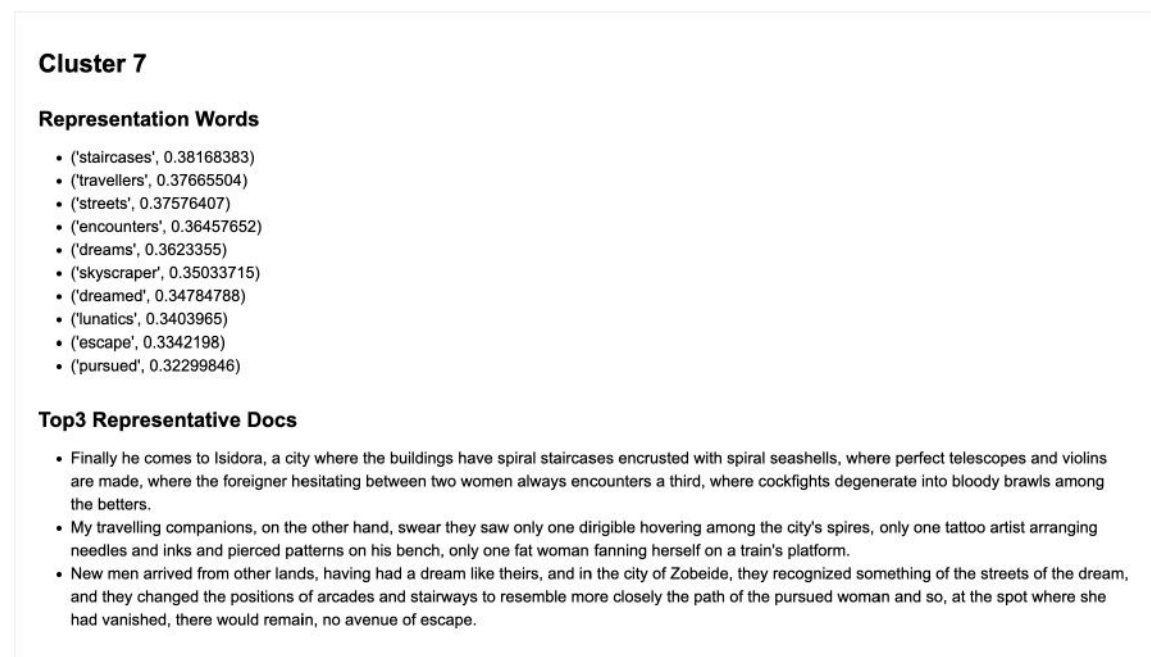 Cluster 7
Representation Words
• ('staircases', 0.38168383)
• ('travellers', 0.37665504)
• ('streets', 0.37576407)
• ('encounters', 0.36457652)
• ('dreams', 0.3623355)
• ('skyscraper', 0.35033715)
• ('dreamed', 0.34784788)
• ('lunatics', 0.3403965)
• ('escape', 0.3342198)
• ('pursued', 0.32299846)
Top3 Representative Docs
• Finally he comes to Isidora, a city where the buildings have spiral staircases encrusted with spiral seashells, where perfect telescopes and violins
are made, where the foreigner hesitating between two women always encounters a third, where cockfights degenerate into bloody brawls among
the betters.
• My travelling companions, on the other hand, swear they saw only one dirigible hovering among the city's spires, only one tattoo artist arranging
needles and inks and pierced patterns on his bench, only one fat woman fanning herself on a train's platform.
• New men arrived from other lands, having had a dream like theirs, and in the city of Zobeide, they recognized something of the streets of the dream,
and they changed the positions of arcades and stairways to resemble more closely the path of the pursued woman and so, at the spot where she
had vanished, there would remain, no avenue of escape.